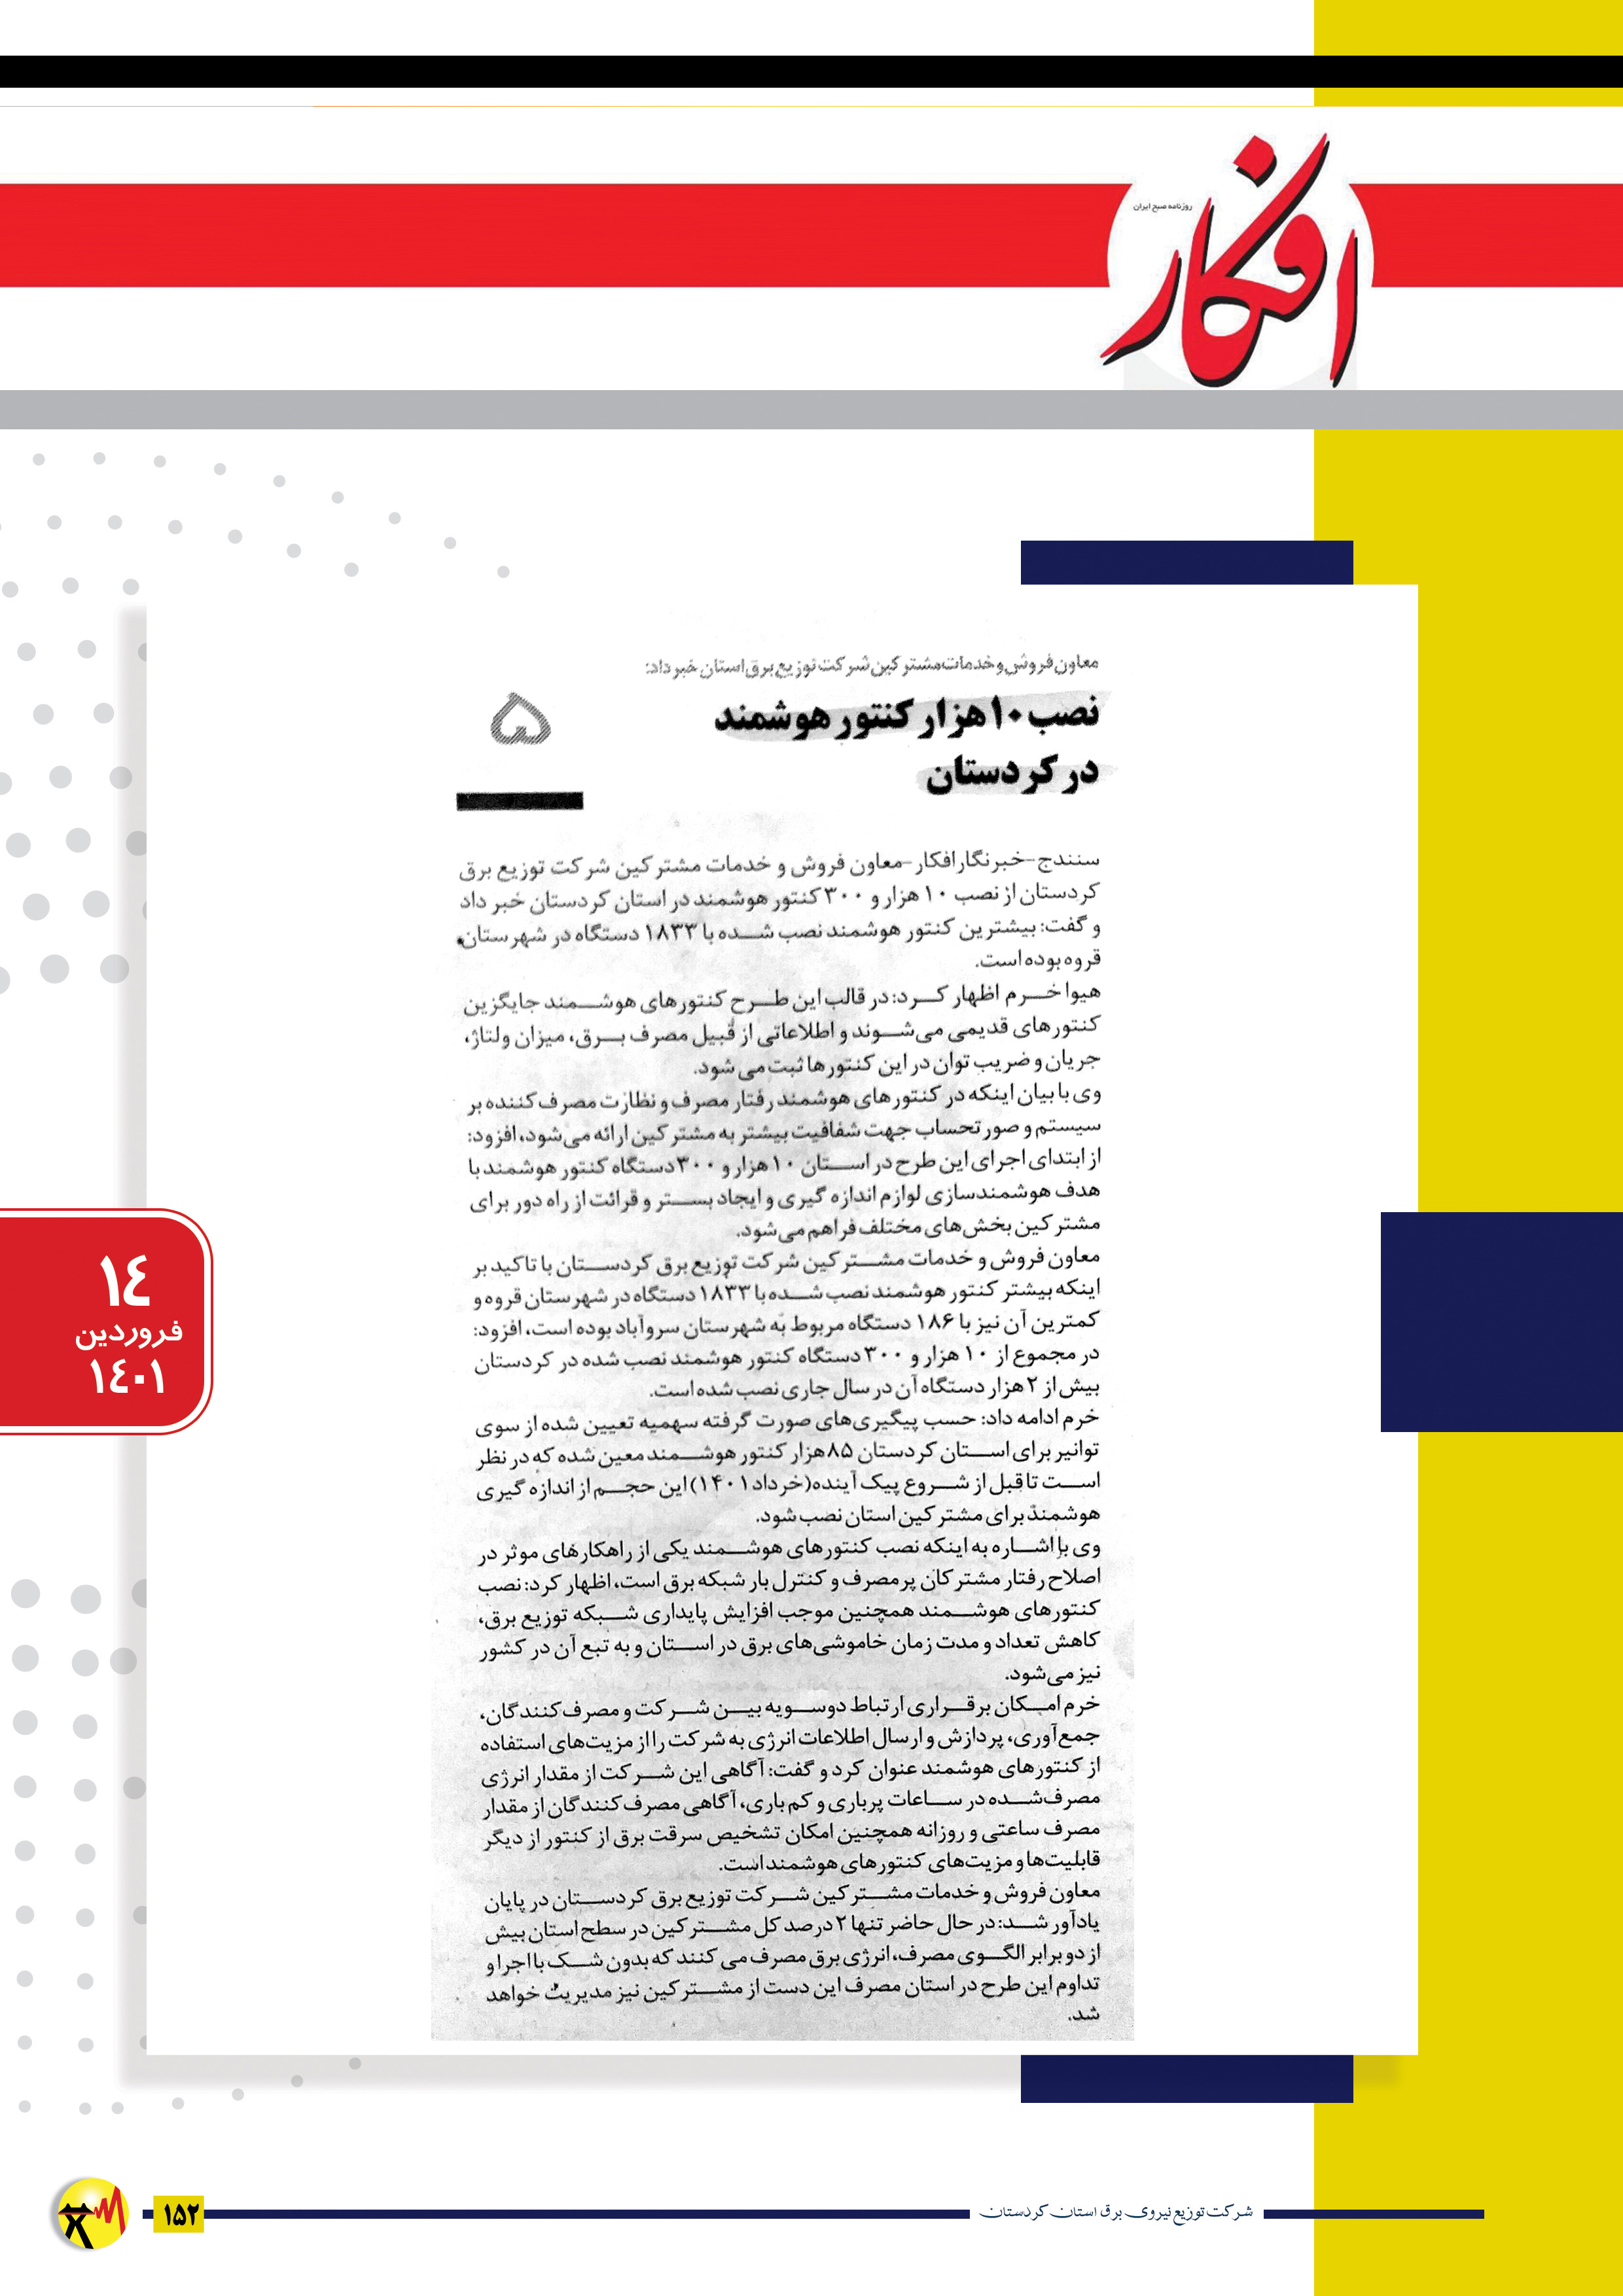 روزنامه صبح ایران
افکار
معاون فروش و خدمات مشترکین شرکت توزیع برق استان خبر داد:
نصب ۱۰ هزار کنتور هوشمند
در کردستان
۵
سنندج-خبرنگار افکار-معاون فروش و خدمات مشترکین شرکت توزیع برق
کردستان از نصب ۱۰ هزار و ۳۰۰ کنتور هوشمند در استان کردستان خبر داد
و گفت: بیشترین کنتور هوشمند نصب شده با ۱۸۳۳ دستگاه در شهرستان
قروه بوده است.
هیوا خرم اظهار کرد: در قالب این طرح کنتورهای هوشمند جایگزین
کنتورهای قدیمی می‌شوند و اطلاعاتی از قبیل مصرف برق، میزان ولتاژ،
جریان و ضریب توان در این کنتورها ثبت می شود.
وی با بیان اینکه در کنتورهای هوشمند رفتار مصرف و نظارت مصرف کننده بر
سیستم و صورتحساب جهت شفافیت بیشتر به مشترکین ارائه می‌شود، افزود:
از ابتدای اجرای این طرح در استان ۱۰ هزار و ۳۰۰ دستگاه کنتور هوشمند با
هدف هوشمندسازی لوازم اندازه گیری و ایجاد بستر و قرائت از راه دور برای
مشترکین بخش‌های مختلف فراهم می‌شود.
معاون فروش و خدمات مشترکین شرکت توزیع برق کردستان با تاکید بر
اینکه بیشتر کنتور هوشمند نصب شده با ۱۸۳۳ دستگاه در شهرستان قروه و
کمترین آن نیز با ۱۸۶ دستگاه مربوط به شهرستان سروآباد بوده است، افزود:
در مجموع از ۱۰ هزار و ۳۰۰ دستگاه کنتور هوشمند نصب شده در کردستان
بیش از ۲ هزار دستگاه آن در سال جاری نصب شده است.
خرم ادامه داد: حسب پیگیری‌های صورت گرفته سهمیه تعیین شده از سوی
توانیر برای استان کردستان ۸۵ هزار کنتور هوشمند معین شده که در نظر
است تا قبل از شروع پیک آینده (خرداد ۱۴۰۱) این حجم از اندازه گیری
هوشمند برای مشترکین استان نصب شود.
وی با اشاره به اینکه نصب کنتورهای هوشمند یکی از راهکارهای موثر در
اصلاح رفتار مشترکان پرمصرف و کنترل بار شبکه برق است، اظهار کرد: نصب
کنتورهای هوشمند همچنین موجب افزایش پایداری شبکه توزیع برق،
کاهش تعداد و مدت زمان خاموشی‌های برق در استان و به تبع آن در کشور
نیز می‌شود.
خرم امکان برقراری ارتباط دوسویه بین شرکت و مصرف کنندگان،
جمع‌آوری، پردازش و ارسال اطلاعات انرژی به شرکت را از مزیت‌های استفاده
از کنتورهای هوشمند عنوان کرد و گفت: آگاهی این شرکت از مقدار انرژی
مصرف‌شده در ساعات پرباری و کم باری، آگاهی مصرف کنندگان از مقدار
مصرف ساعتی و روزانه همچنین امکان تشخیص سرقت برق از کنتور از دیگر
قابلیت‌ها و مزیت‌های کنتورهای هوشمند است.
معاون فروش و خدمات مشترکین شرکت توزیع برق کردستان در پایان
یادآور شد: در حال حاضر تنها ۲ درصد کل مشترکین در سطح استان بیش
از دو برابر الگوی مصرف، انرژی برق مصرف می کنند که بدون شک با اجرا و
تداوم این طرح در استان مصرف این دست از مشترکین نیز مدیریت خواهد
شد.
۱٤
فروردین
۱٤۰۱
شرکت توزیع نیروی برق استان کردستان
۱۵۲